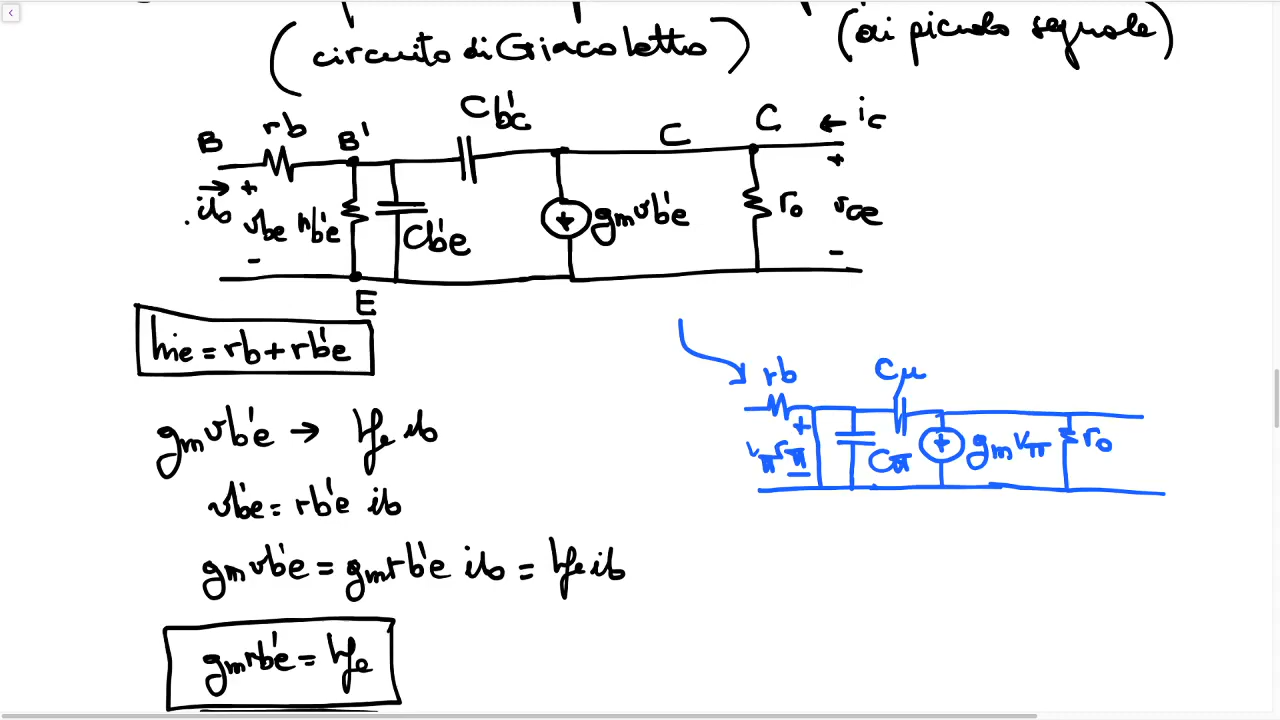 (circuito di Giacoletto) (di piccolo segnale)
Cb'c
rb
B B' C C ← ic
+ +
→ ib vbe rb'e Cb'e + gm vb'e ro vce
- -
E
hie = rb + rb'e
rb Cμ
gm vb'e → hfe ib
+
vπ rπ Cπ + gm vπ ro
-
vb'e = rb'e ib
gm vb'e = gm rb'e ib = hfe ib
gm rb'e = hfe